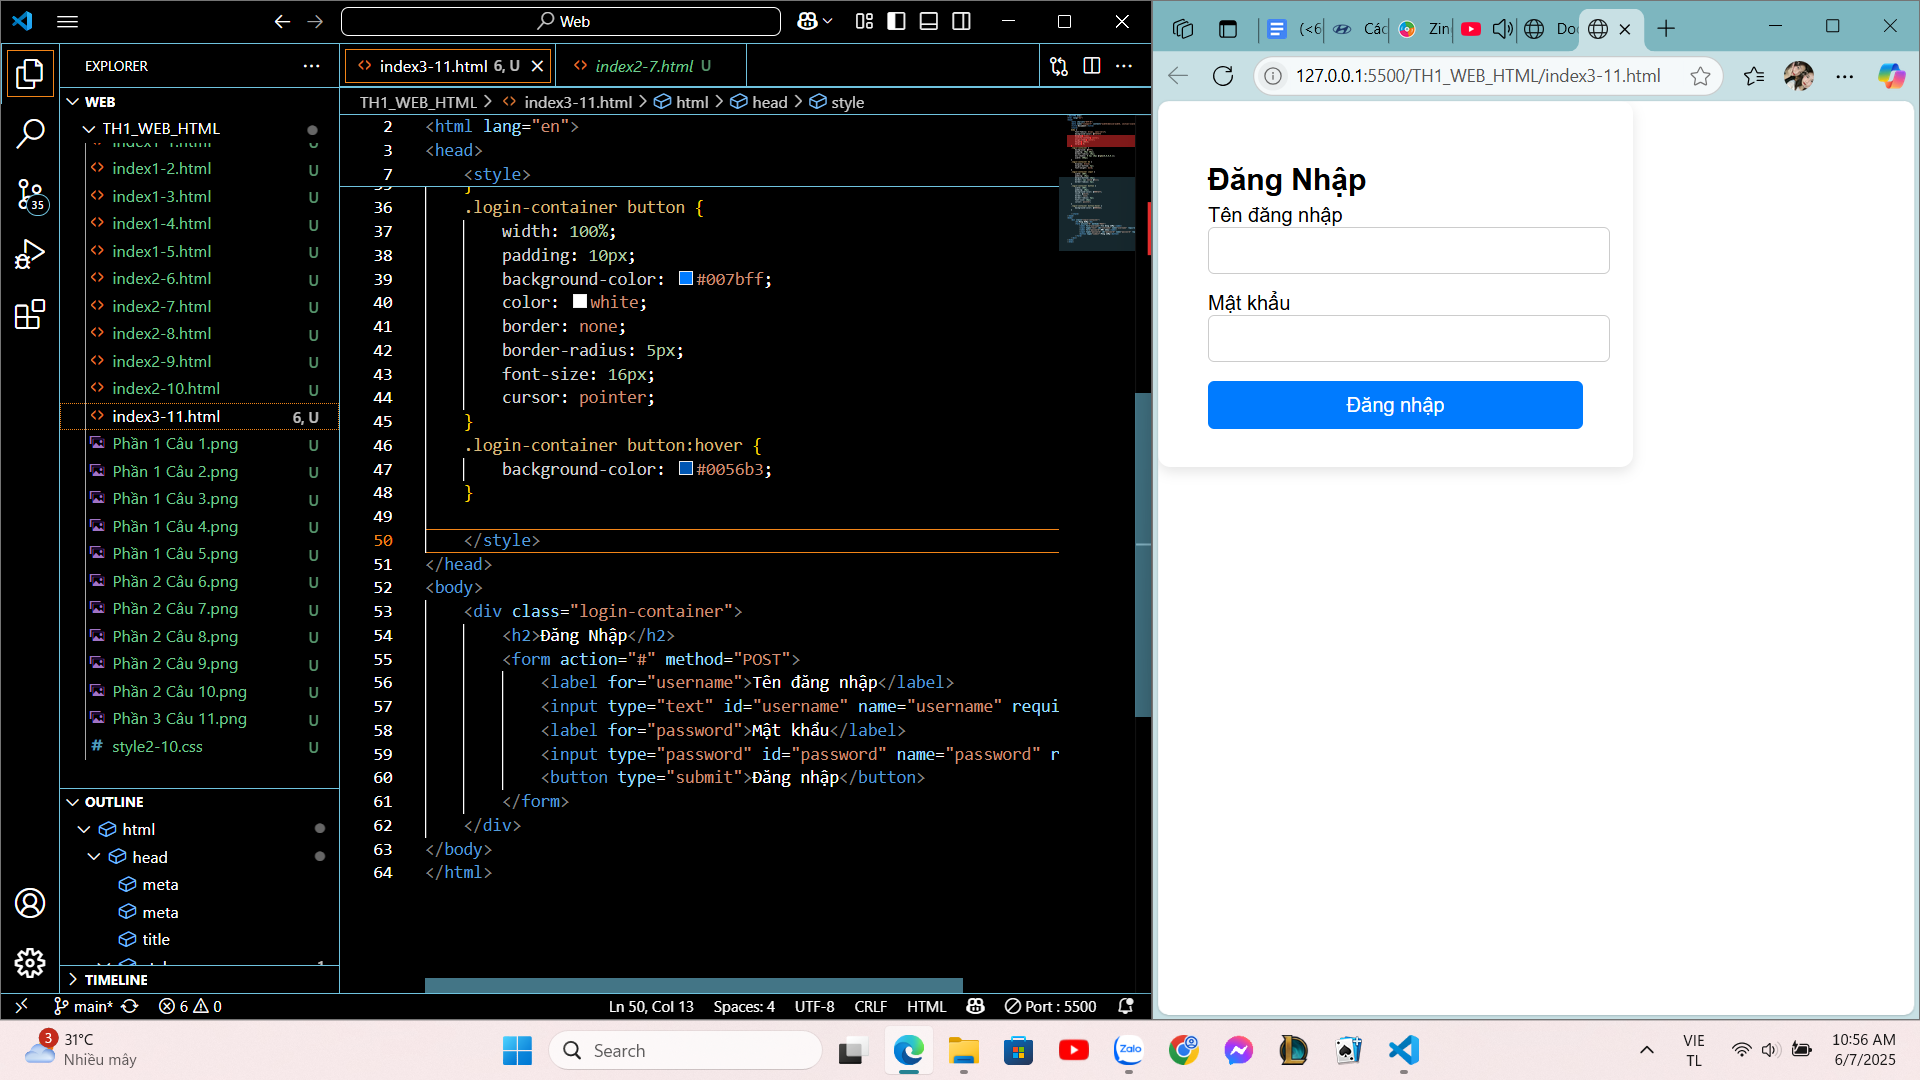 Web
EXPLORER
index3-11.html 6, U
index2-7.html U
WEB
TH1_WEB_HTML
TH1_WEB_HTML > index3-11.html > html > head > style
index1-2.html U
index1-3.html U
index1-4.html U
index1-5.html U
index2-6.html U
index2-7.html U
index2-8.html U
index2-9.html U
index2-10.html U
index3-11.html 6, U
Phần 1 Câu 1.png U
Phần 1 Câu 2.png U
Phần 1 Câu 3.png U
Phần 1 Câu 4.png U
Phần 1 Câu 5.png U
Phần 2 Câu 6.png U
Phần 2 Câu 7.png U
Phần 2 Câu 8.png U
Phần 2 Câu 9.png U
Phần 2 Câu 10.png U
Phần 3 Câu 11.png U
# style2-10.css U
OUTLINE
html
head
meta
meta
title
TIMELINE
35
2 <html lang="en">
3 <head>
7 <style>
36 .login-container button {
37 width: 100%;
38 padding: 10px;
39 background-color: #007bff;
40 color: white;
41 border: none;
42 border-radius: 5px;
43 font-size: 16px;
44 cursor: pointer;
45 }
46 .login-container button:hover {
47 background-color: #0056b3;
48 }
49
50 </style>
51 </head>
52 <body>
53 <div class="login-container">
54 <h2>Đăng Nhập</h2>
55 <form action="#" method="POST">
56 <label for="username">Tên đăng nhập</label>
57 <input type="text" id="username" name="username" requi
58 <label for="password">Mật khẩu</label>
59 <input type="password" id="password" name="password" r
60 <button type="submit">Đăng nhập</button>
61 </form>
62 </div>
63 </body>
64 </html>
main* 6 0
Ln 50, Col 13 Spaces: 4 UTF-8 CRLF HTML Port : 5500
(<6 Các Zin Do
127.0.0.1:5500/TH1_WEB_HTML/index3-11.html
Đăng Nhập
Tên đăng nhập
Mật khẩu
Đăng nhập
3
31°C
Nhiều mây
Search
Zalo
VIE
TL
10:56 AM
6/7/2025